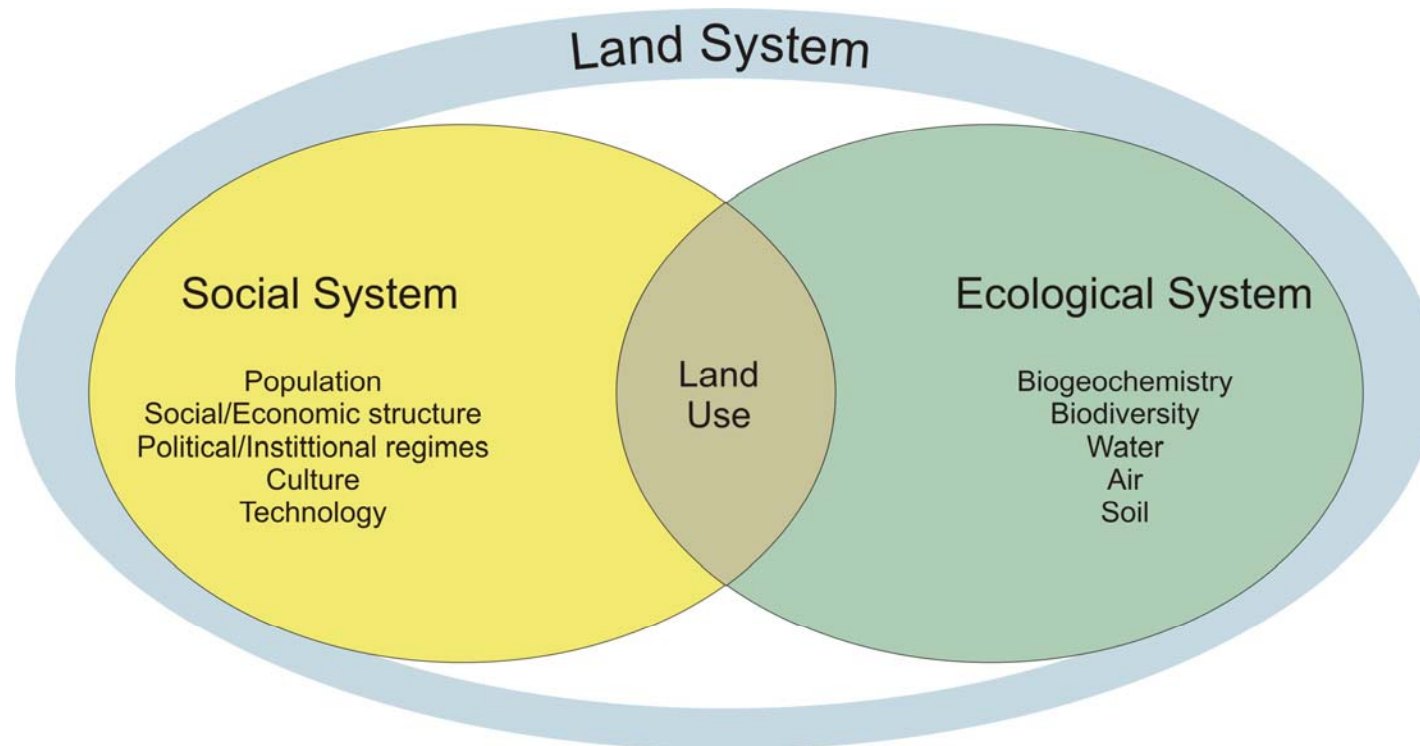 Land System
Social System
Population
Social/Economic structure
Political/Instittional regimes
Culture
Technology
Land
Use
Ecological System
Biogeochemistry
Biodiversity
Water
Air
Soil